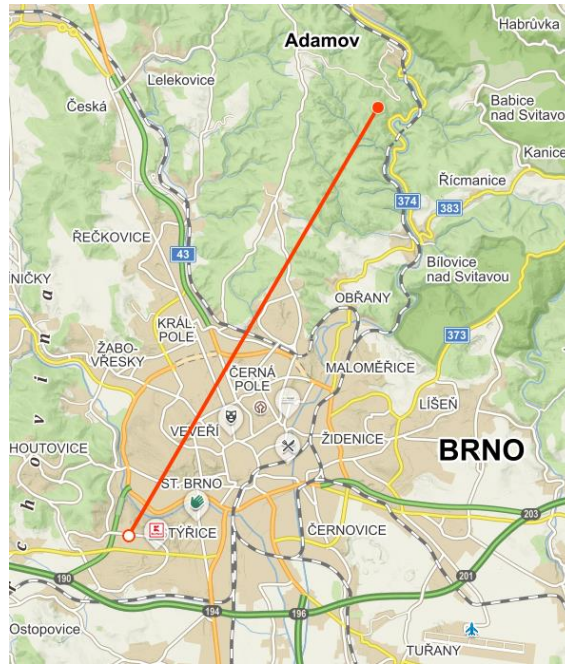 Habrůvka
Adamov
Lelekovice
Česká
Babice
nad Svitavo
Kanice
Řícmanice
374
383
ŘEČKOVICE
43
Bílovice
nad Svitavou
NIČKY
OBŘANY
KRÁL.
POLE
373
ŽABO-
VŘESKY
ČERNÁ
POLE
MALOMĚŘICE
LÍŠEŇ
VEVEŘÍ
ŽIDENICE
BRNO
HOUTOVICE
ST. BRNO
203
TÝŘICE
ČERNOVICE
190
201
194
196
Ostopovice
TUŘANY
chovina